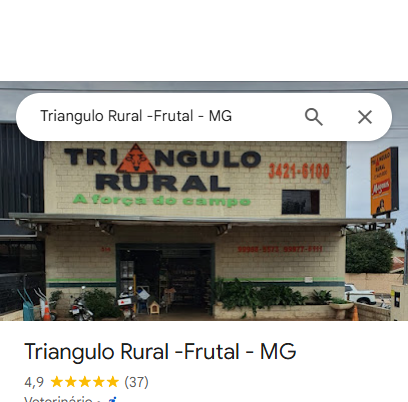 Triangulo Rural -Frutal - MG
TRIANGULO
RURAL
3421-6100
A força do campo
Triangulo Rural -Frutal - MG
4,9 (37)
Veterinário